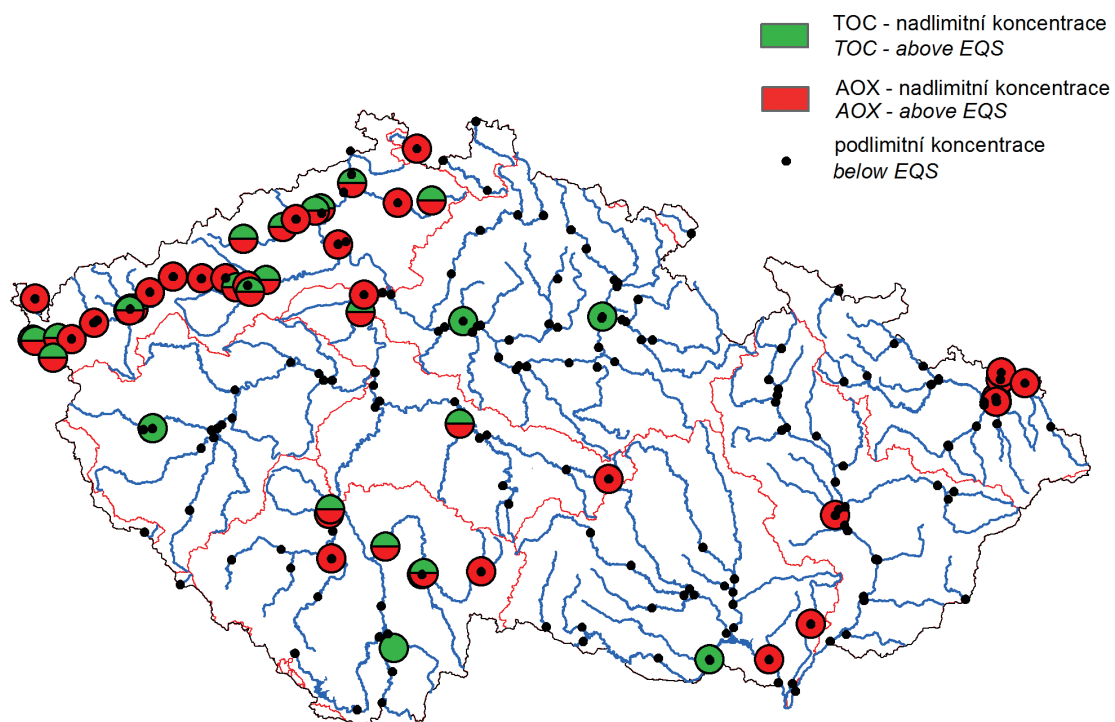 TOC - nadlimitní koncentrace
TOC - above EQS
AOX - nadlimitní koncentrace
AOX - above EQS
podlimitní koncentrace
below EQS